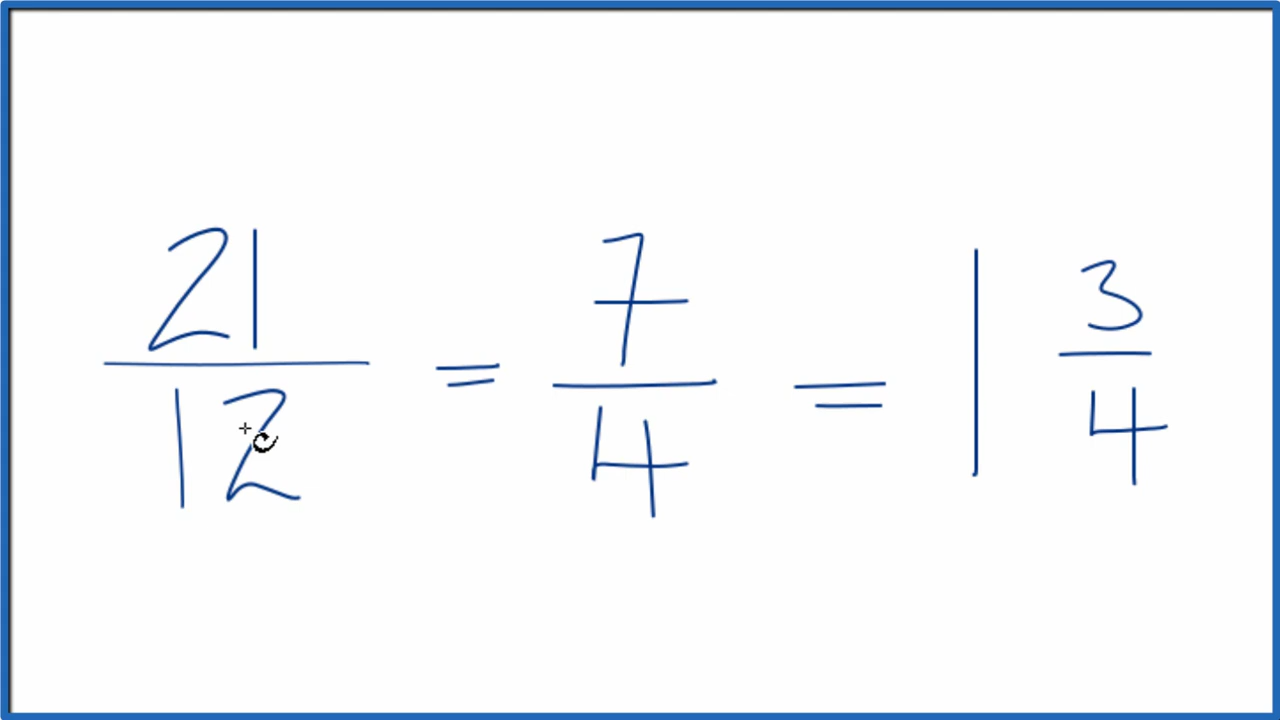 21/12 = 7/4 = 1 3/4